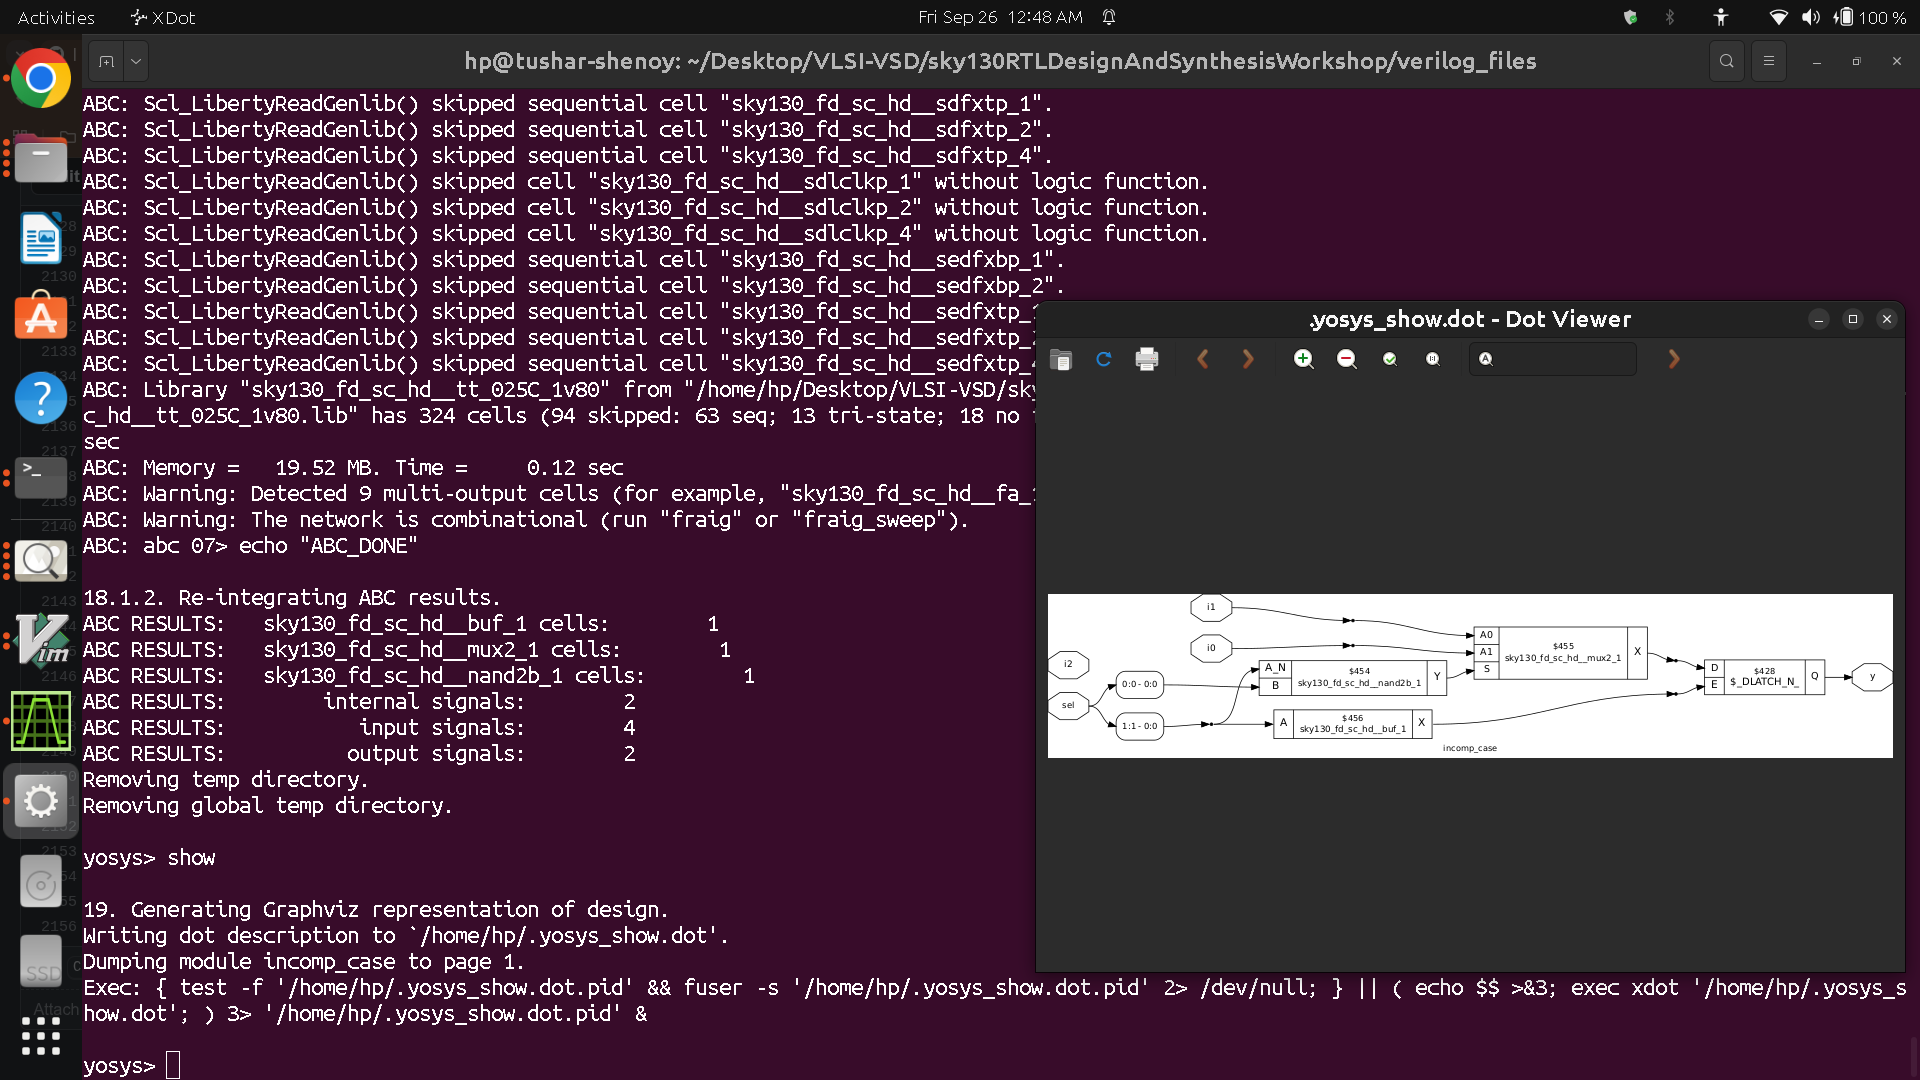 Activities
XDot
Fri Sep 26 12:48 AM
100 %
hp@tushar-shenoy: ~/Desktop/VLSI-VSD/sky130RTLDesignAndSynthesisWorkshop/verilog_files
ABC: Scl_LibertyReadGenlib() skipped sequential cell "sky130_fd_sc_hd__sdfxtp_1".
ABC: Scl_LibertyReadGenlib() skipped sequential cell "sky130_fd_sc_hd__sdfxtp_2".
ABC: Scl_LibertyReadGenlib() skipped sequential cell "sky130_fd_sc_hd__sdfxtp_4".
ABC: Scl_LibertyReadGenlib() skipped cell "sky130_fd_sc_hd__sdlclkp_1" without logic function.
ABC: Scl_LibertyReadGenlib() skipped cell "sky130_fd_sc_hd__sdlclkp_2" without logic function.
ABC: Scl_LibertyReadGenlib() skipped cell "sky130_fd_sc_hd__sdlclkp_4" without logic function.
ABC: Scl_LibertyReadGenlib() skipped sequential cell "sky130_fd_sc_hd__sedfxbp_1".
ABC: Scl_LibertyReadGenlib() skipped sequential cell "sky130_fd_sc_hd__sedfxbp_2".
ABC: Scl_LibertyReadGenlib() skipped sequential cell "sky130_fd_sc_hd__sedfxtp_
ABC: Scl_LibertyReadGenlib() skipped sequential cell "sky130_fd_sc_hd__sedfxtp_
ABC: Scl_LibertyReadGenlib() skipped sequential cell "sky130_fd_sc_hd__sedfxtp_
ABC: Library "sky130_fd_sc_hd__tt_025C_1v80" from "/home/hp/Desktop/VLSI-VSD/sky
c_hd__tt_025C_1v80.lib" has 324 cells (94 skipped: 63 seq; 13 tri-state; 18 no
sec
ABC: Memory =   19.52 MB. Time =     0.12 sec
ABC: Warning: Detected 9 multi-output cells (for example, "sky130_fd_sc_hd__fa_
ABC: Warning: The network is combinational (run "fraig" or "fraig_sweep").
ABC: abc 07> echo "ABC_DONE"
18.1.2. Re-integrating ABC results.
ABC RESULTS:   sky130_fd_sc_hd__buf_1 cells:        1
ABC RESULTS:   sky130_fd_sc_hd__mux2_1 cells:        1
ABC RESULTS:   sky130_fd_sc_hd__nand2b_1 cells:        1
ABC RESULTS:        internal signals:        2
ABC RESULTS:           input signals:        4
ABC RESULTS:          output signals:        2
Removing temp directory.
Removing global temp directory.
yosys> show
19. Generating Graphviz representation of design.
Writing dot description to `/home/hp/.yosys_show.dot'.
Dumping module incomp_case to page 1.
Exec: { test -f '/home/hp/.yosys_show.dot.pid' && fuser -s '/home/hp/.yosys_show.dot.pid' 2> /dev/null; } || ( echo $$ >&3; exec xdot '/home/hp/.yosys_s
how.dot'; ) 3> '/home/hp/.yosys_show.dot.pid' &
yosys>
.yosys_show.dot - Dot Viewer
i1
i0
i2
sel
0:0 - 0:0
1:1 - 0:0
A_N
B
$454
sky130_fd_sc_hd__nand2b_1
Y
A
$456
sky130_fd_sc_hd__buf_1
X
A0
A1
S
$455
sky130_fd_sc_hd__mux2_1
X
D
E
$428
$_DLATCH_N_
Q
y
incomp_case
2130
2133
2136
2139
2140
2143
2146
2156
SSD
Attach